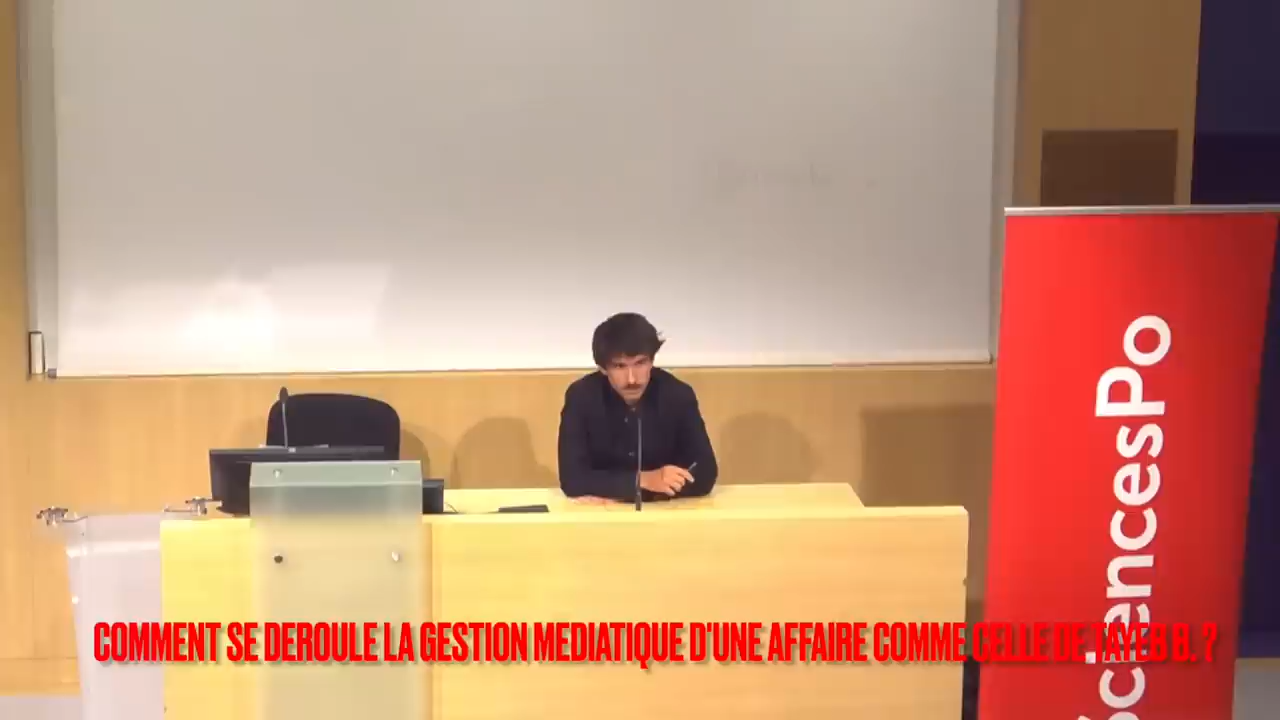 SciencesPo
COMMENT SE DEROULE LA GESTION MEDIATIQUE D'UNE AFFAIRE COMME CELLE DE TAYEB B. ?